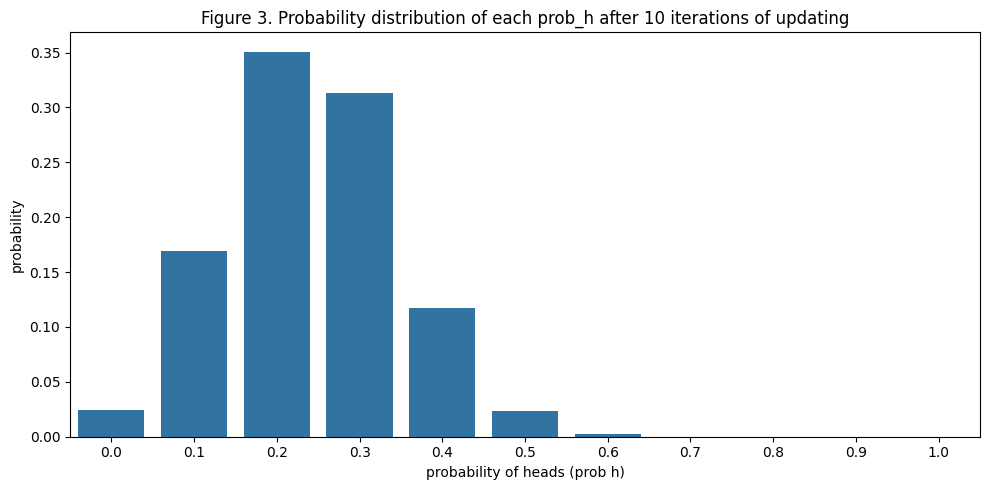 Figure 3. Probability distribution of each prob_h after 10 iterations of updating
0.35
0.30
0.25
0.20
0.15
0.10
0.05
0.00
probability
0.0 0.1 0.2 0.3 0.4 0.5 0.6 0.7 0.8 0.9 1.0
probability of heads (prob h)